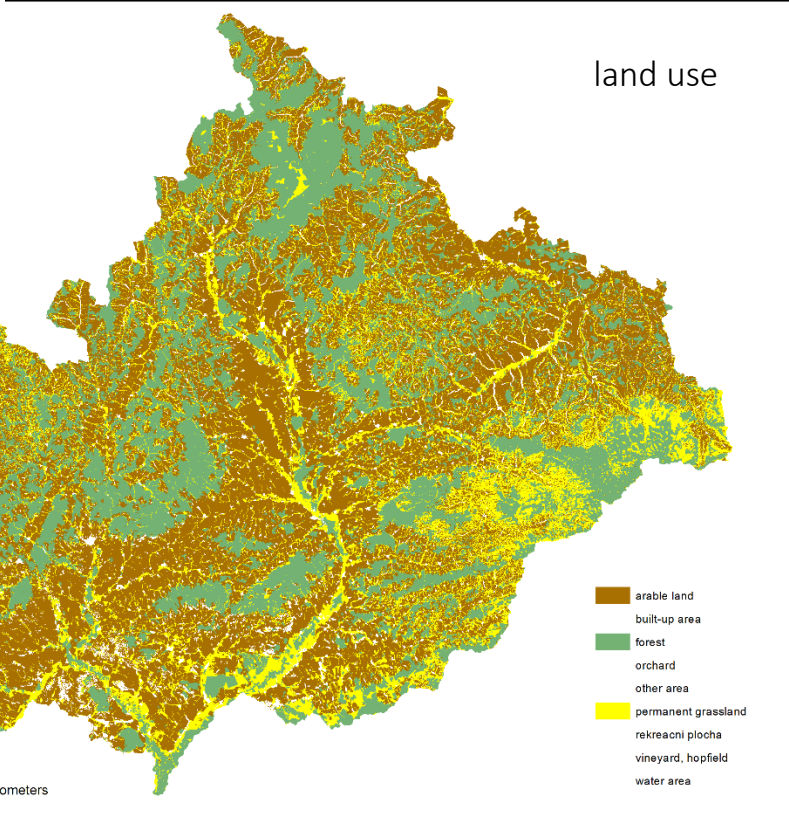 land use
arable land
built-up area
forest
orchard
other area
permanent grassland
rekreacni plocha
vineyard, hopfield
water area
ometers